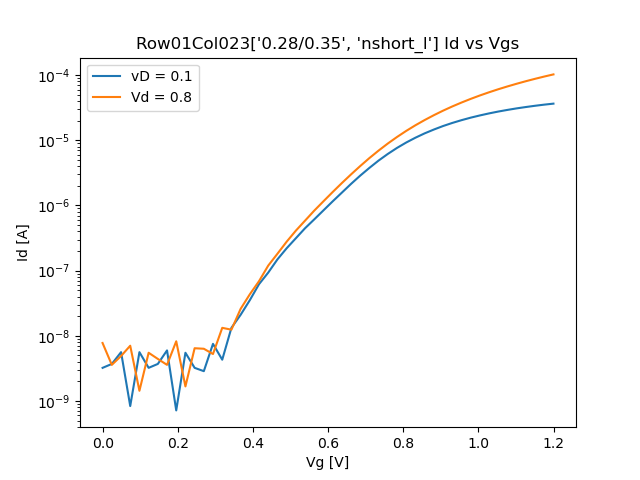 Row01Col023['0.28/0.35', 'nshort_l'] Id vs Vgs
vD = 0.1
Vd = 0.8
10⁻⁴
10⁻⁵
10⁻⁶
10⁻⁷
10⁻⁸
10⁻⁹
Id [A]
0.0 0.2 0.4 0.6 0.8 1.0 1.2
Vg [V]